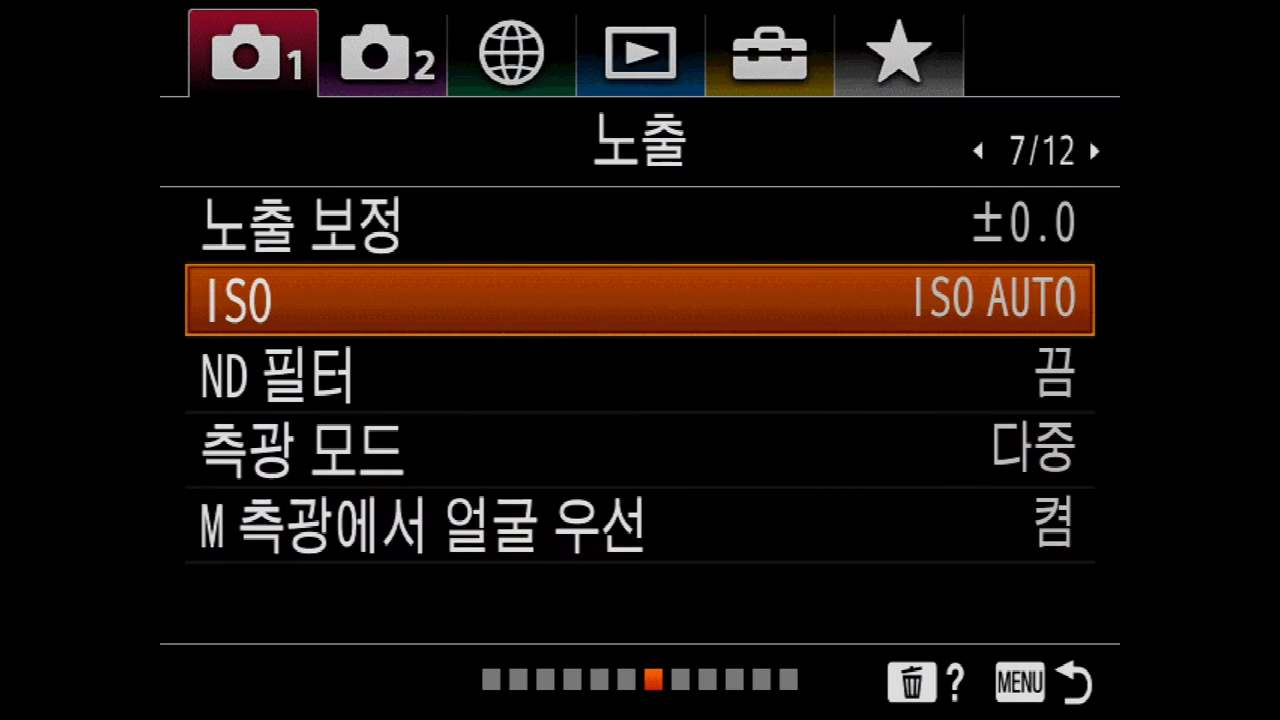 1 2
노출
7/12
노출 보정 ±0.0
ISO ISO AUTO
ND 필터 끔
측광 모드 다중
M 측광에서 얼굴 우선 켬
? MENU